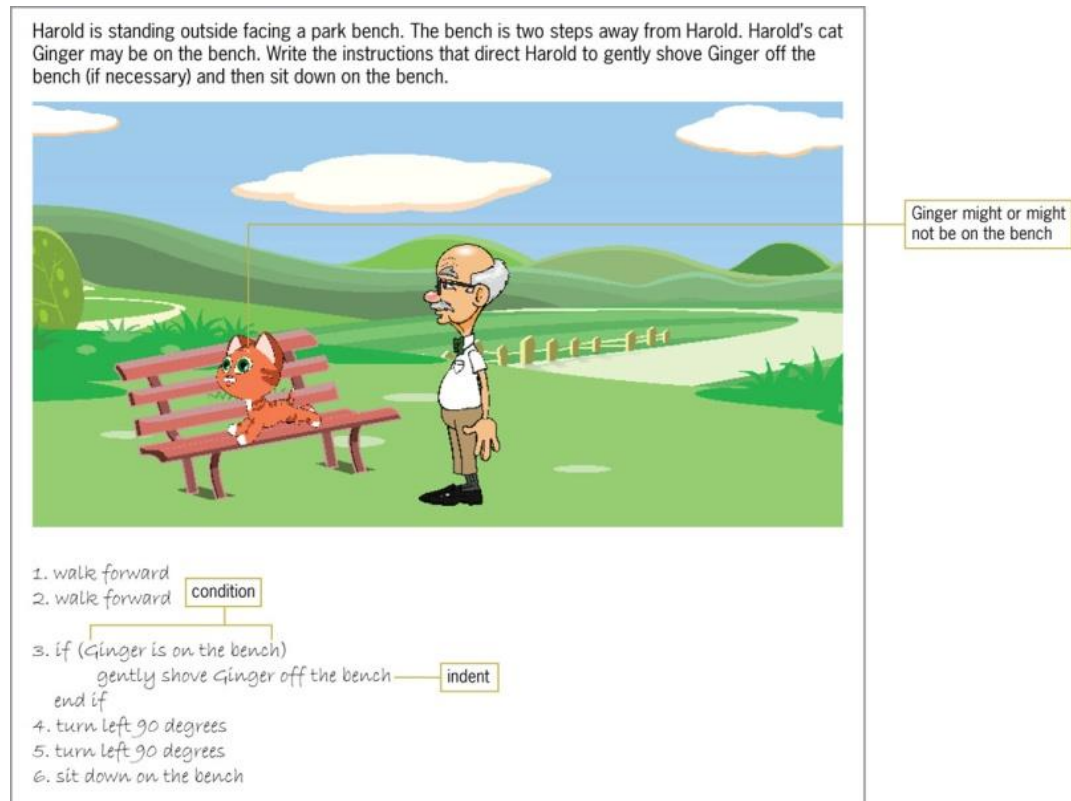 Harold is standing outside facing a park bench. The bench is two steps away from Harold. Harold's cat
Ginger may be on the bench. Write the instructions that direct Harold to gently shove Ginger off the
bench (if necessary) and then sit down on the bench.
Ginger might or might
not be on the bench
1. walk forward
2. walk forward
condition
3. if (Ginger is on the bench)
gently shove Ginger off the bench
indent
end if
4. turn left 90 degrees
5. turn left 90 degrees
6. sit down on the bench